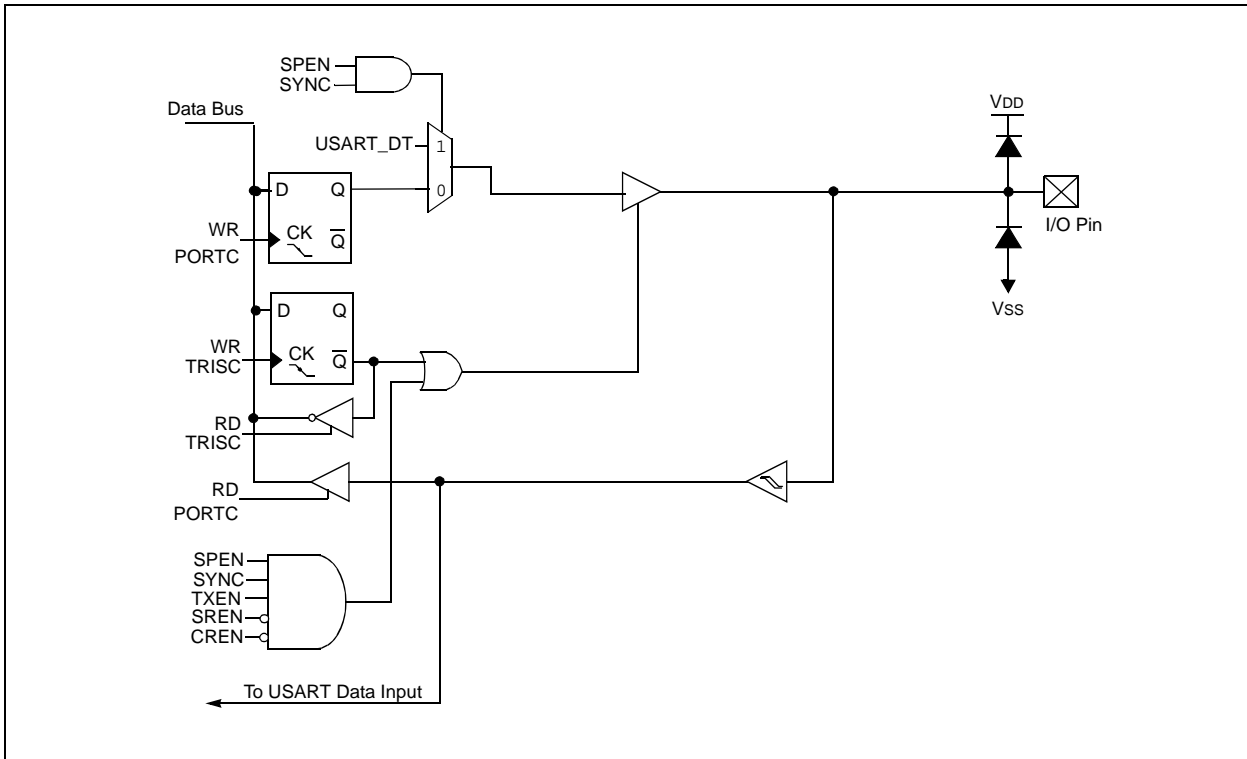 SPEN
SYNC
Data Bus
USART_DT
1
0
D
Q
WR
PORTC
CK
Q̅
D
Q
WR
TRISC
CK
Q̅
RD
TRISC
RD
PORTC
SPEN
SYNC
TXEN
SREN
CREN
To USART Data Input
VDD
I/O Pin
VSS